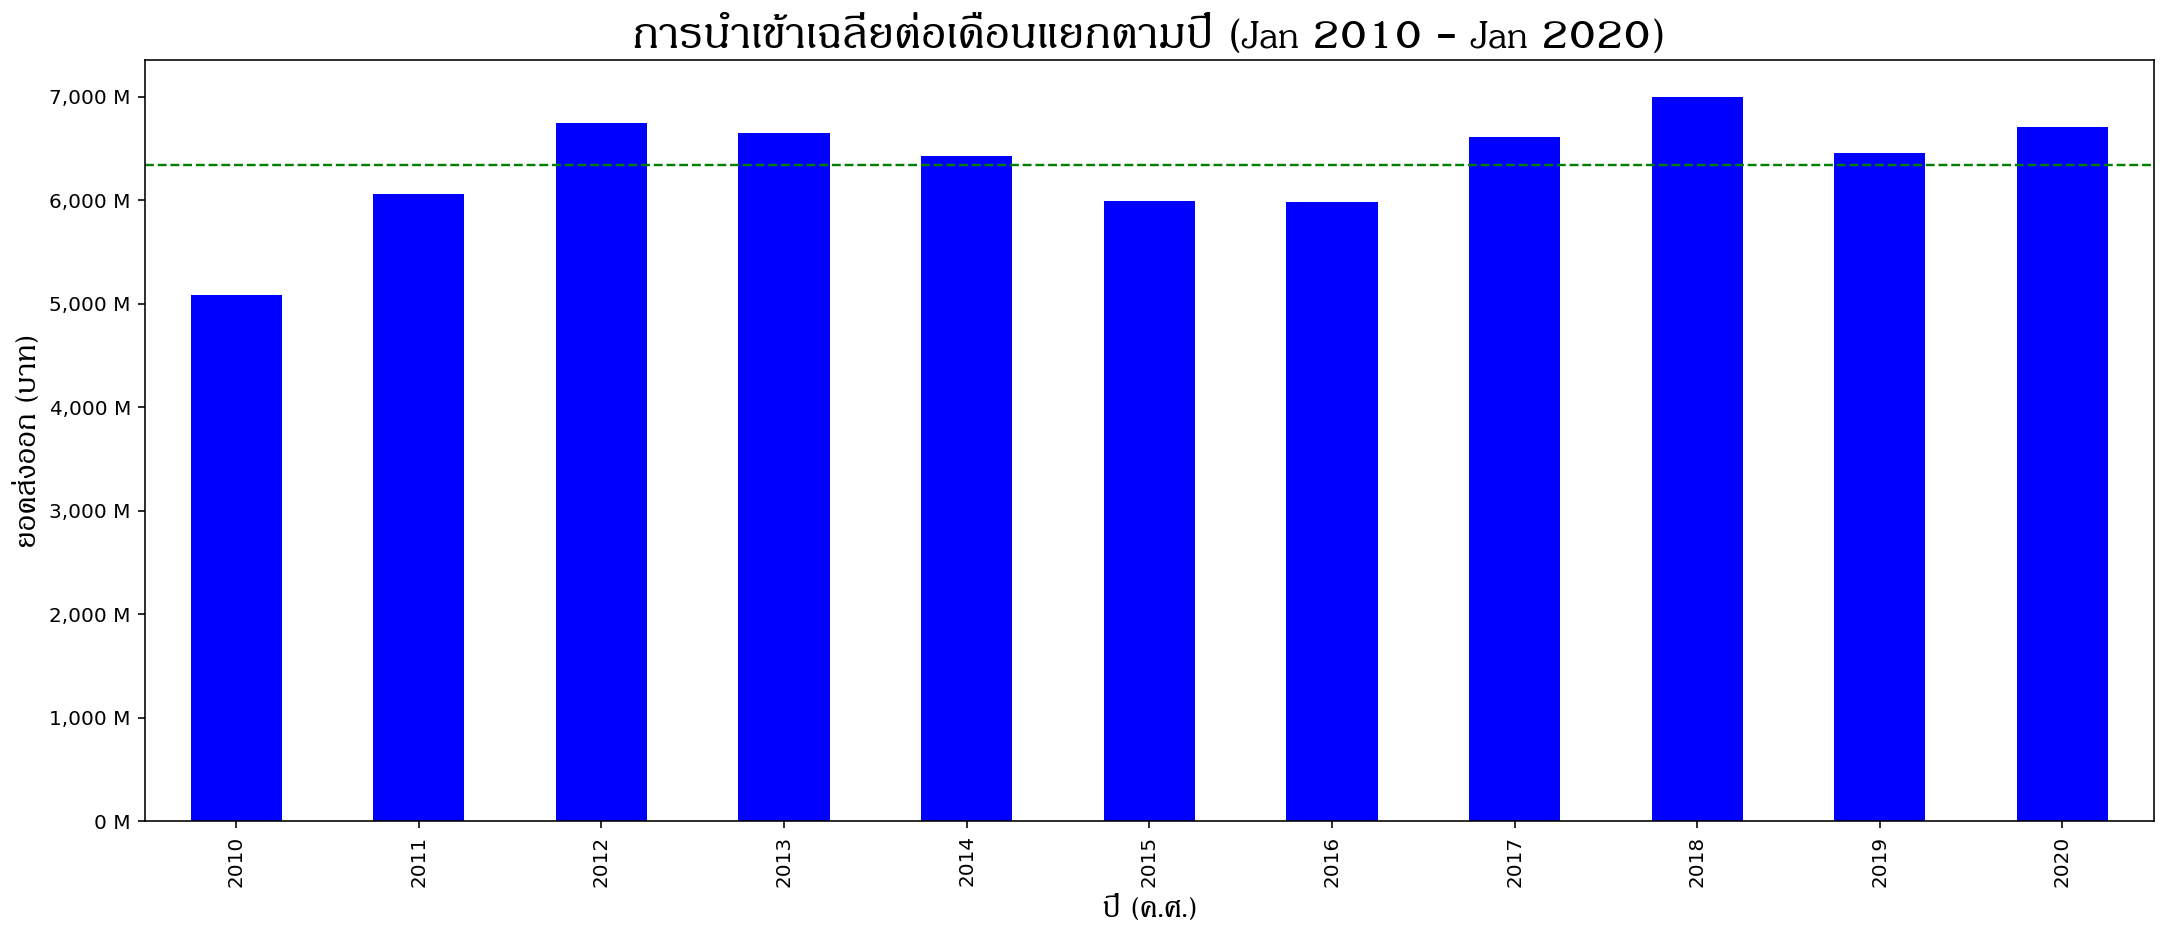 การนำเข้าเฉลี่ยต่อเดือนแยกตามปี (Jan 2010 - Jan 2020)
ยอดส่งออก (บาท)
7,000 M
6,000 M
5,000 M
4,000 M
3,000 M
2,000 M
1,000 M
0 M
2010 2011 2012 2013 2014 2015 2016 2017 2018 2019 2020
ปี (ค.ศ.)